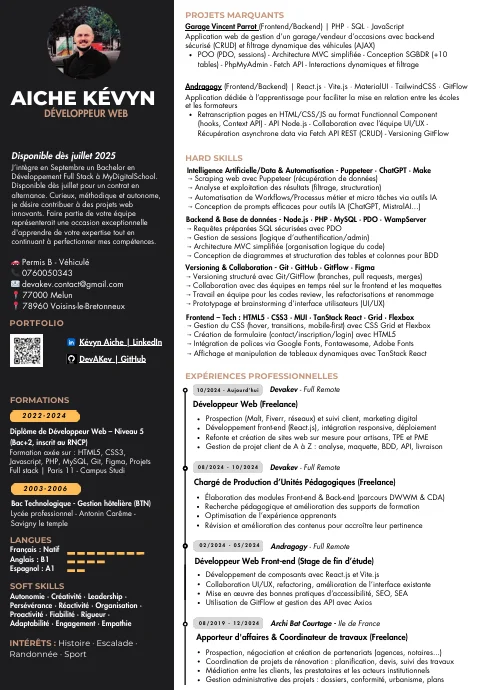 AICHE KÉVYN
DÉVELOPPEUR WEB
Disponible dès juillet 2025
J'intègre en Septembre un Bachelor en
Développement Full Stack à MyDigitalSchool.
Disponible dès juillet pour un contrat en
alternance. Curieux, méthodique et autonome,
je désire contribuer à des projets web
innovants. Faire partie de votre équipe
représenterait une occasion exceptionnelle
d'apprendre de votre expertise tout en
continuant à perfectionner mes compétences.
Permis B - Véhiculé
0760050343
devakev.contact@gmail.com
77000 Melun
78960 Voisins-le-Bretonneux
PORTFOLIO
Kévyn Aiche | LinkedIn
DevAKev | GitHub
FORMATIONS
2022-2024
Diplôme de Développeur Web – Niveau 5
(Bac+2, inscrit au RNCP)
Formation axée sur : HTML5, CSS3,
Javascript, PHP, MySQL, Git, Figma, Projets
Full stack | Paris 11 - Campus Studi
2003-2006
Bac Technologique - Gestion hôtelière (BTN)
Lycée professionnel - Antonin Carême -
Savigny le temple
LANGUES
Français : Natif
Anglais : B1
Espagnol : A1
SOFT SKILLS
Autonomie - Créativité - Leadership -
Persévérance - Réactivité - Organisation -
Proactivité - Fiabilité - Rigueur -
Adaptabilité - Engagement - Empathie
INTÉRÊTS : Histoire - Escalade -
Randonnée - Sport
PROJETS MARQUANTS
Garage Vincent Parrot (Frontend/Backend) | PHP · SQL · JavaScript
Application web de gestion d'un garage/vendeur d'occasions avec back-end
sécurisé (CRUD) et filtrage dynamique des véhicules (AJAX)
• POO (PDO, sessions) - Architecture MVC simplifiée - Conception SGBDR (+10
tables) - PhpMyAdmin - Fetch API - Interactions dynamiques et filtrage
Andragogy (Frontend/Backend) | React.js · Vite.js · MaterialUI · TailwindCSS · GitFlow
Application dédiée à l'apprentissage pour faciliter la mise en relation entre les écoles
et les formateurs
• Retranscription pages en HTML/CSS/JS au format Functionnal Component
(hooks, Context API) - API Node.js - Collaboration avec l'équipe UI/UX -
Récupération asynchrone data via Fetch API REST (CRUD) - Versioning GitFlow
HARD SKILLS
Intelligence Artificielle/Data & Automatisation - Puppeteer · ChatGPT · Make
→ Scraping web avec Puppeteer (récupération de données)
→ Analyse et exploitation des résultats (filtrage, structuration)
→ Automatisation de Workflows/Processus métier et micro tâches via outils IA
→ Conception de prompts efficaces pour outils IA (ChatGPT, MistralAI...)
Backend & Base de données - Node.js · PHP · MySQL · PDO · WampServer
→ Requêtes préparées SQL sécurisées avec PDO
→ Gestion de sessions (logique d'authentification/admin)
→ Architecture MVC simplifiée (organisation logique du code)
→ Conception de diagrammes et structuration des tables et colonnes pour BDD
Versioning & Collaboration - Git · GitHub · GitFlow · Figma
→ Versioning structuré avec Git/GitFlow (branches, pull requests, merges)
→ Collaboration avec des équipes en temps réel sur le frontend et les maquettes
→ Travail en équipe pour les codes review, les refactorisations et renommage
→ Prototypage et brainstorming d'interface utilisateurs (UI/UX)
Frontend – Tech : HTML5 · CSS3 · MUI · TanStack React · Grid · Flexbox
→ Gestion du CSS (hover, transitions, mobile-first) avec CSS Grid et Flexbox
→ Création de formulaire (contact/inscription/login) avec HTML5
→ Intégration de polices via Google Fonts, Fontawesome, Adobe Fonts
→ Affichage et manipulation de tableaux dynamiques avec TanStack React
EXPÉRIENCES PROFESSIONNELLES
10/2024 - Aujourd'hui Devakev - Full Remote
Développeur Web (Freelance)
• Prospection (Malt, Fiverr, réseaux) et suivi client, marketing digital
• Développement front-end (React.js), intégration responsive, déploiement
• Refonte et création de sites web sur mesure pour artisans, TPE et PME
• Gestion de projet client de A à Z : analyse, maquette, BDD, API, livraison
08/2024 - 10/2024 Devakev - Full Remote
Chargé de Production d'Unités Pédagogiques (Freelance)
• Élaboration des modules Front-end & Back-end (parcours DWWM & CDA)
• Recherche pédagogique et amélioration des supports de formation
• Optimisation de l'expérience apprenants
• Révision et amélioration des contenus pour accroître leur pertinence
02/2024 - 05/2024 Andragogy - Full Remote
Développeur Web Front-end (Stage de fin d'étude)
• Développement de composants avec React.js et Vite.js
• Collaboration UI/UX, refactoring, amélioration de l'interface existante
• Mise en œuvre des bonnes pratiques d'accessibilité, SEO, SEA
• Utilisation de GitFlow et gestion des API avec Axios
08/2019 - 12/2024 Archi Bat Courtage - Ile de France
Apporteur d'affaires & Coordinateur de travaux (Freelance)
• Prospection, négociation et création de partenariats (agences, notaires...)
• Coordination de projets de rénovation : planification, devis, suivi des travaux
• Médiation entre les clients, les prestataires et les acteurs institutionnels
• Gestion administrative des projets : dossiers, conformité, urbanisme, plans